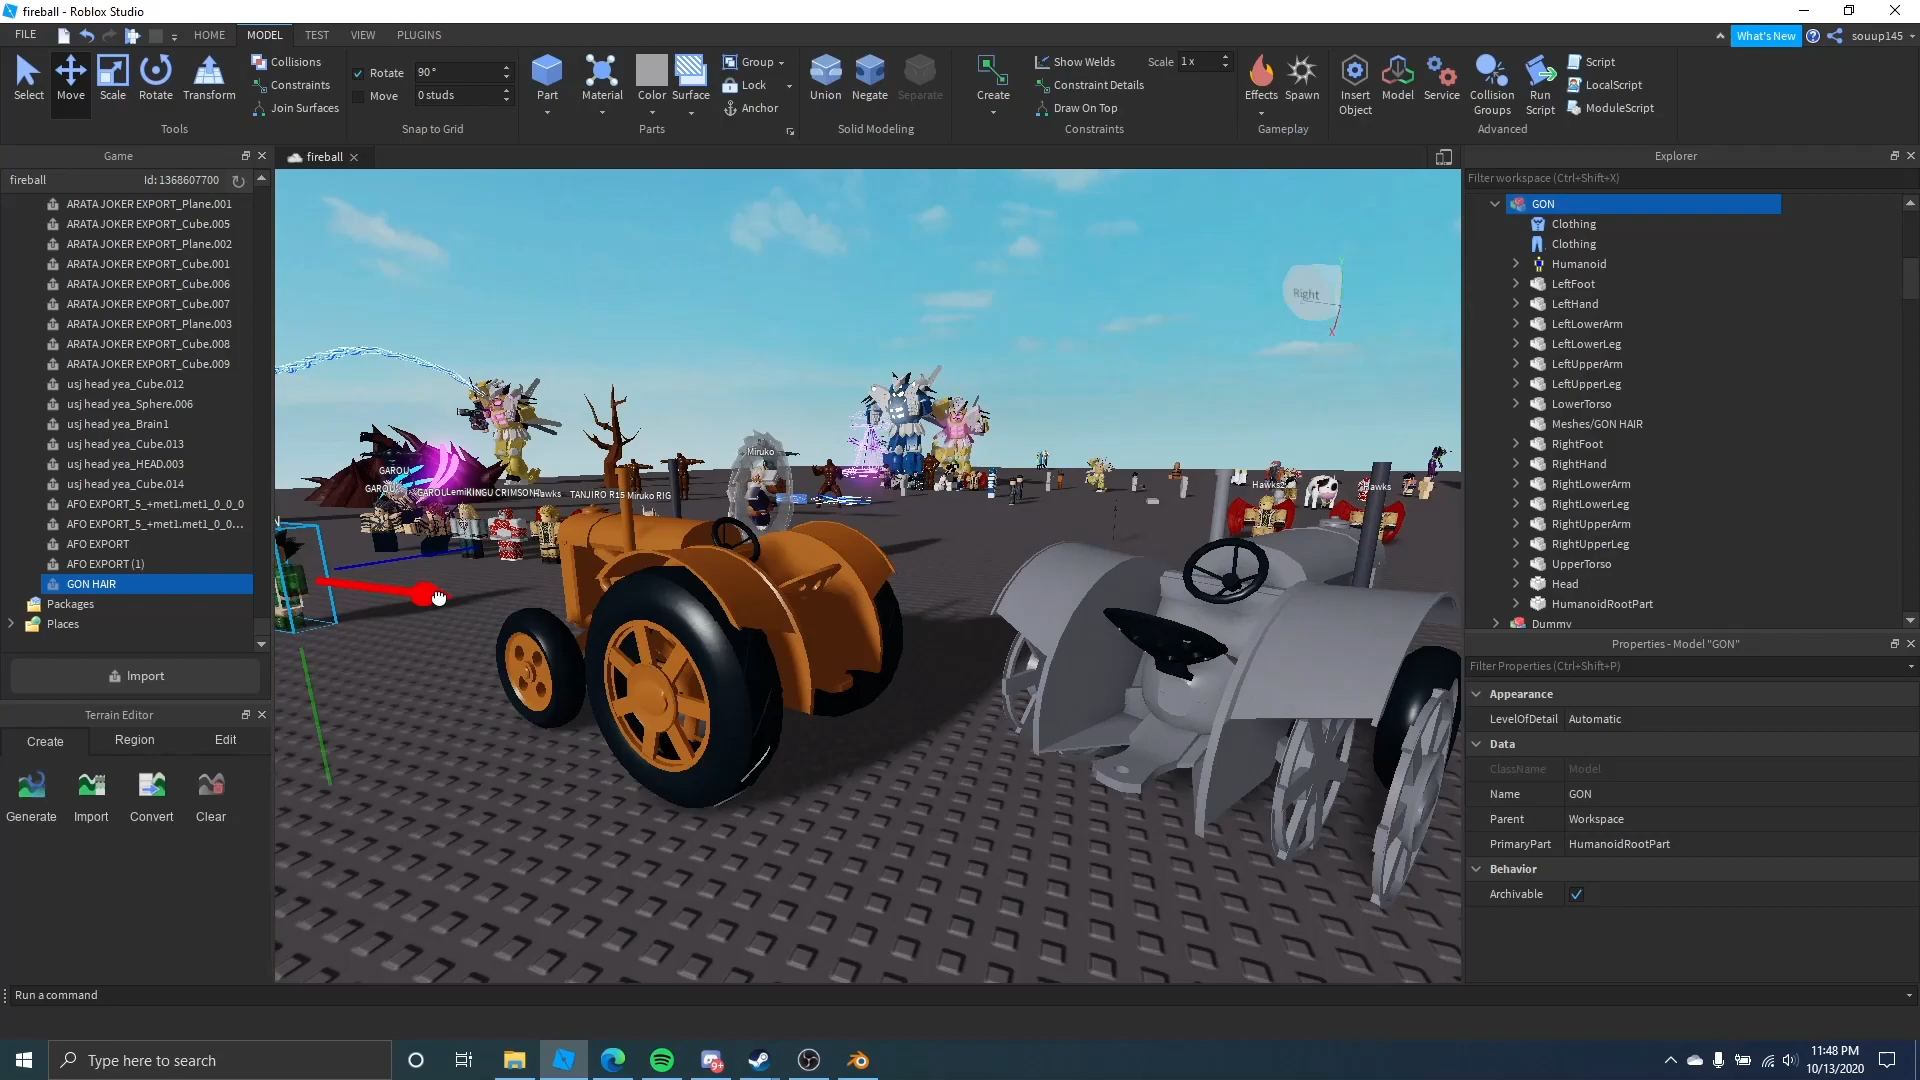 fireball - Roblox Studio
FILE
HOME
MODEL
TEST
VIEW
PLUGINS
What's New
souup145
Select
Move
Scale
Rotate
Transform
Collisions
Constraints
Join Surfaces
Tools
Rotate
90 °
Move
0 studs
Snap to Grid
Part
Material
Color
Surface
Group
Lock
Anchor
Parts
Union
Negate
Separate
Solid Modeling
Create
Show Welds
Scale
1 x
Constraint Details
Draw On Top
Constraints
Effects
Spawn
Gameplay
Insert
Object
Model
Service
Collision
Groups
Run
Script
Script
LocalScript
ModuleScript
Advanced
Game
fireball
Id: 1368607700
ARATA JOKER EXPORT_Plane.001
ARATA JOKER EXPORT_Cube.005
ARATA JOKER EXPORT_Plane.002
ARATA JOKER EXPORT_Cube.001
ARATA JOKER EXPORT_Cube.006
ARATA JOKER EXPORT_Cube.007
ARATA JOKER EXPORT_Plane.003
ARATA JOKER EXPORT_Cube.008
ARATA JOKER EXPORT_Cube.009
usj head yea_Cube.012
usj head yea_Sphere.006
usj head yea_Brain1
usj head yea_Cube.013
usj head yea_HEAD.003
usj head yea_Cube.014
AFO EXPORT_5_+met1.met1_0_0_0
AFO EXPORT_5_+met1.met1_0_0...
AFO EXPORT
AFO EXPORT (1)
GON HAIR
Packages
Places
Import
Terrain Editor
Create
Region
Edit
Generate
Import
Convert
Clear
fireball
Right
Y
X
Miruko
GAROU
TANJIRO R15
Miruko RIG
Hawks
Hawks
Explorer
Filter workspace (Ctrl+Shift+X)
GON
Clothing
Clothing
Humanoid
LeftFoot
LeftHand
LeftLowerArm
LeftLowerLeg
LeftUpperArm
LeftUpperLeg
LowerTorso
Meshes/GON HAIR
RightFoot
RightHand
RightLowerArm
RightLowerLeg
RightUpperArm
RightUpperLeg
UpperTorso
Head
HumanoidRootPart
Dummy
Properties - Model "GON"
Filter Properties (Ctrl+Shift+P)
Appearance
LevelOfDetail
Automatic
Data
ClassName
Model
Name
GON
Parent
Workspace
PrimaryPart
HumanoidRootPart
Behavior
Archivable
Run a command
Type here to search
9+
11:48 PM
10/13/2020